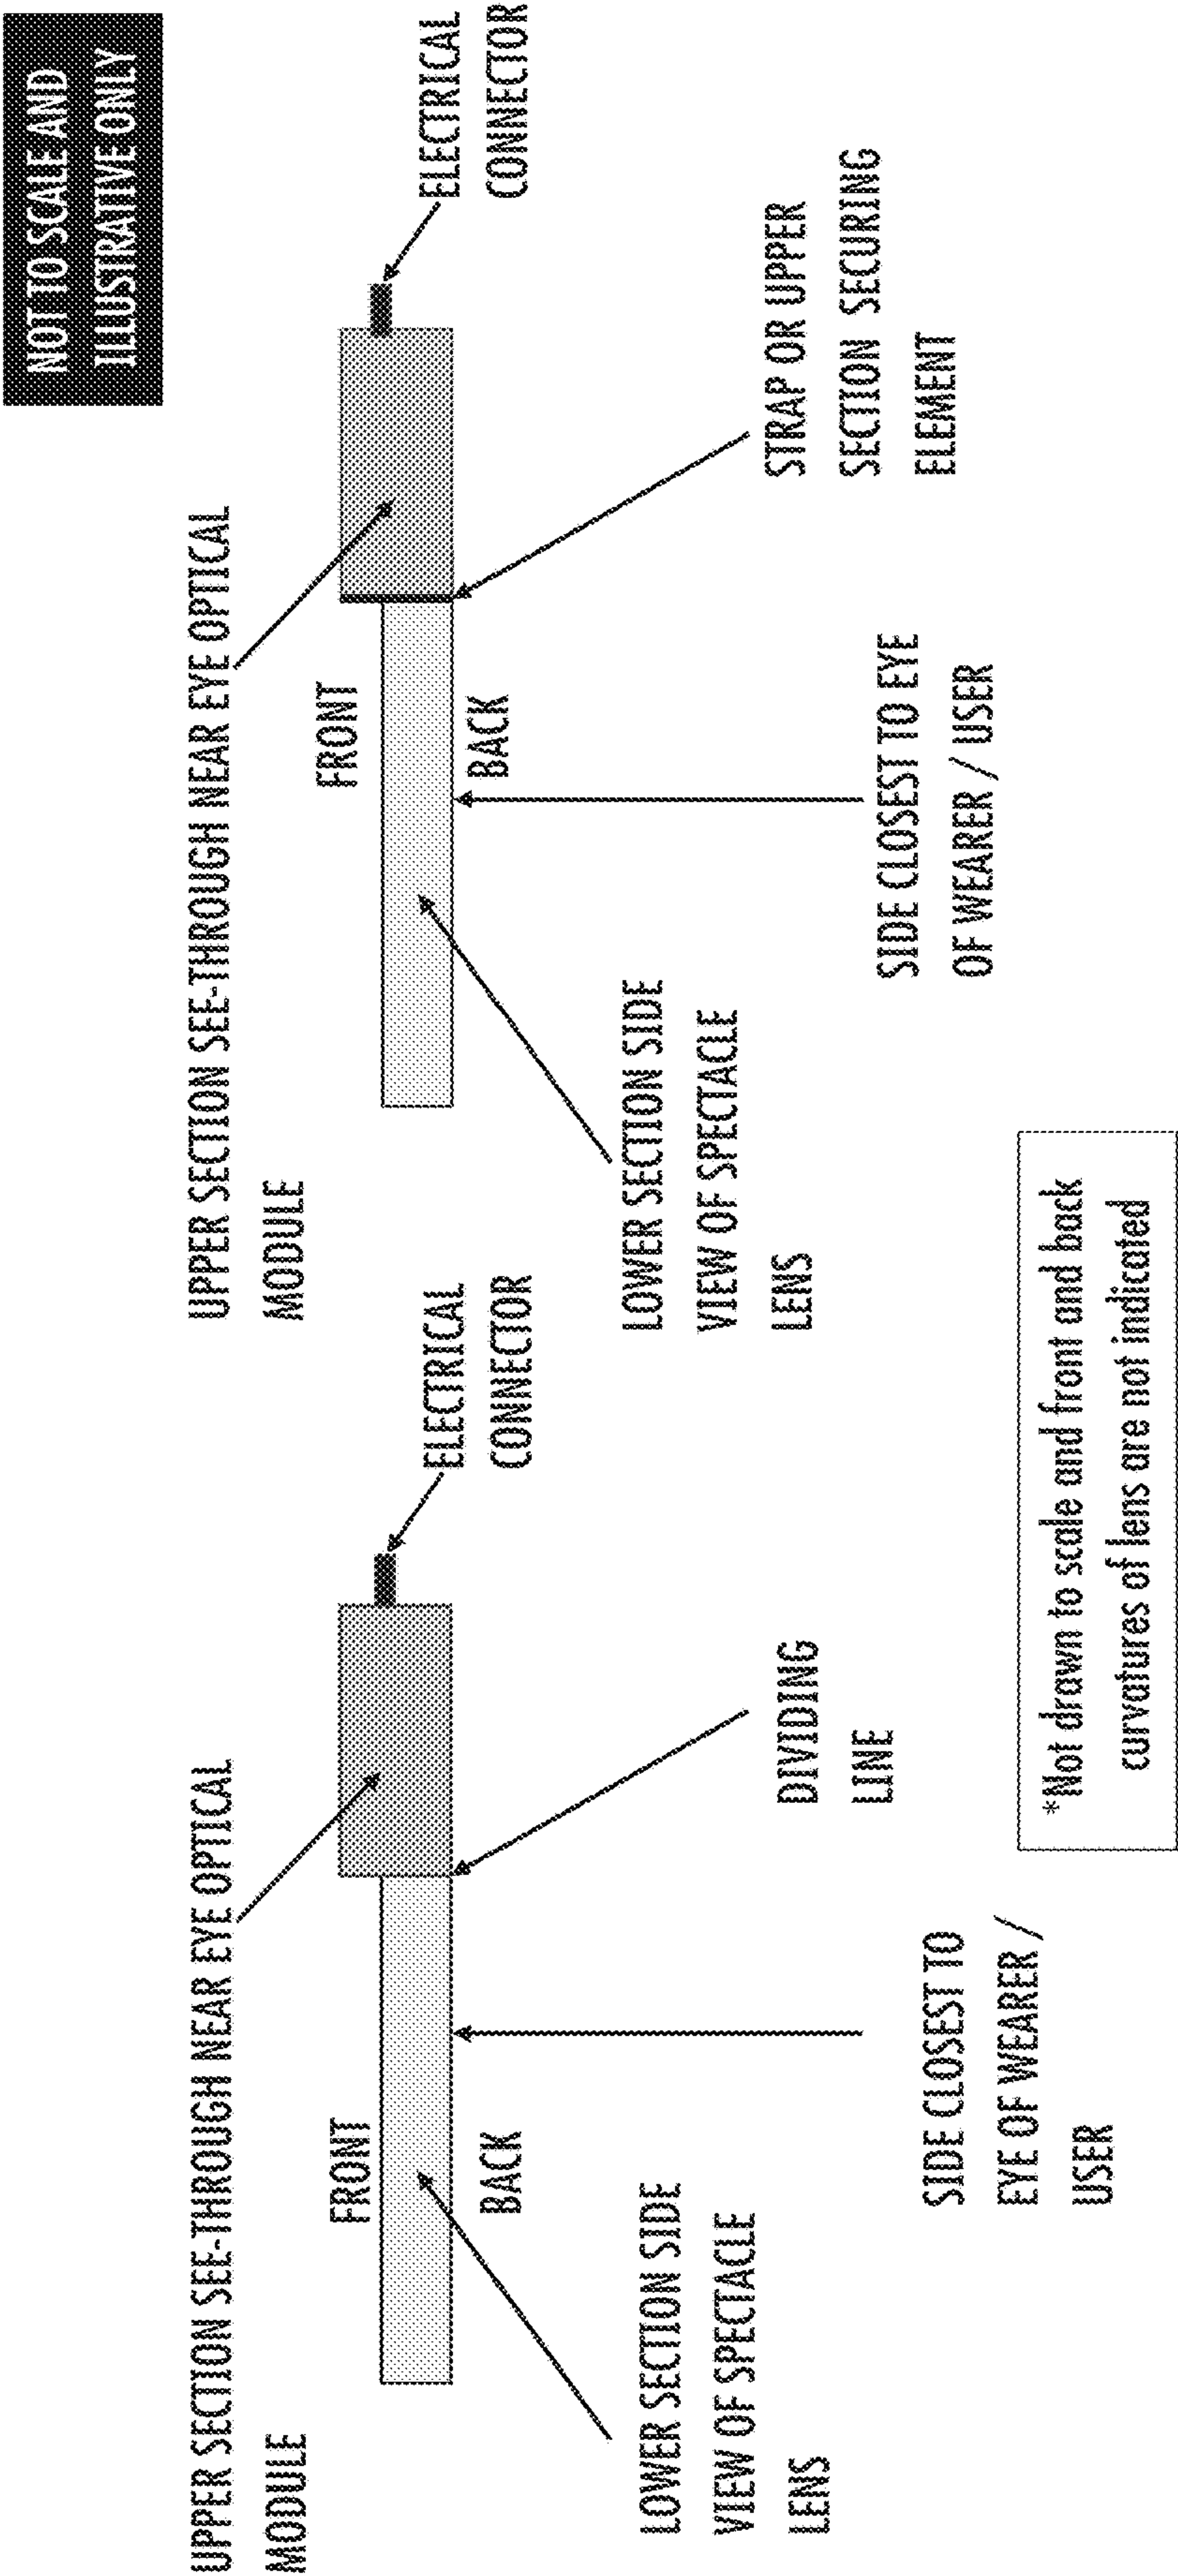 NOT TO SCALE AND
ILLUSTRATIVE ONLY
UPPER SECTION SEE-THROUGH NEAR EYE OPTICAL
MODULE
FRONT
BACK
ELECTRICAL
CONNECTOR
DIVIDING
LINE
LOWER SECTION SIDE
VIEW OF SPECTACLE
LENS
SIDE CLOSEST TO
EYE OF WEARER /
USER
UPPER SECTION SEE-THROUGH NEAR EYE OPTICAL
MODULE
FRONT
BACK
ELECTRICAL
CONNECTOR
STRAP OR UPPER
SECTION SECURING
ELEMENT
LOWER SECTION SIDE
VIEW OF SPECTACLE
LENS
SIDE CLOSEST TO EYE
OF WEARER / USER
*Not drawn to scale and front and back
curvatures of lens are not indicated